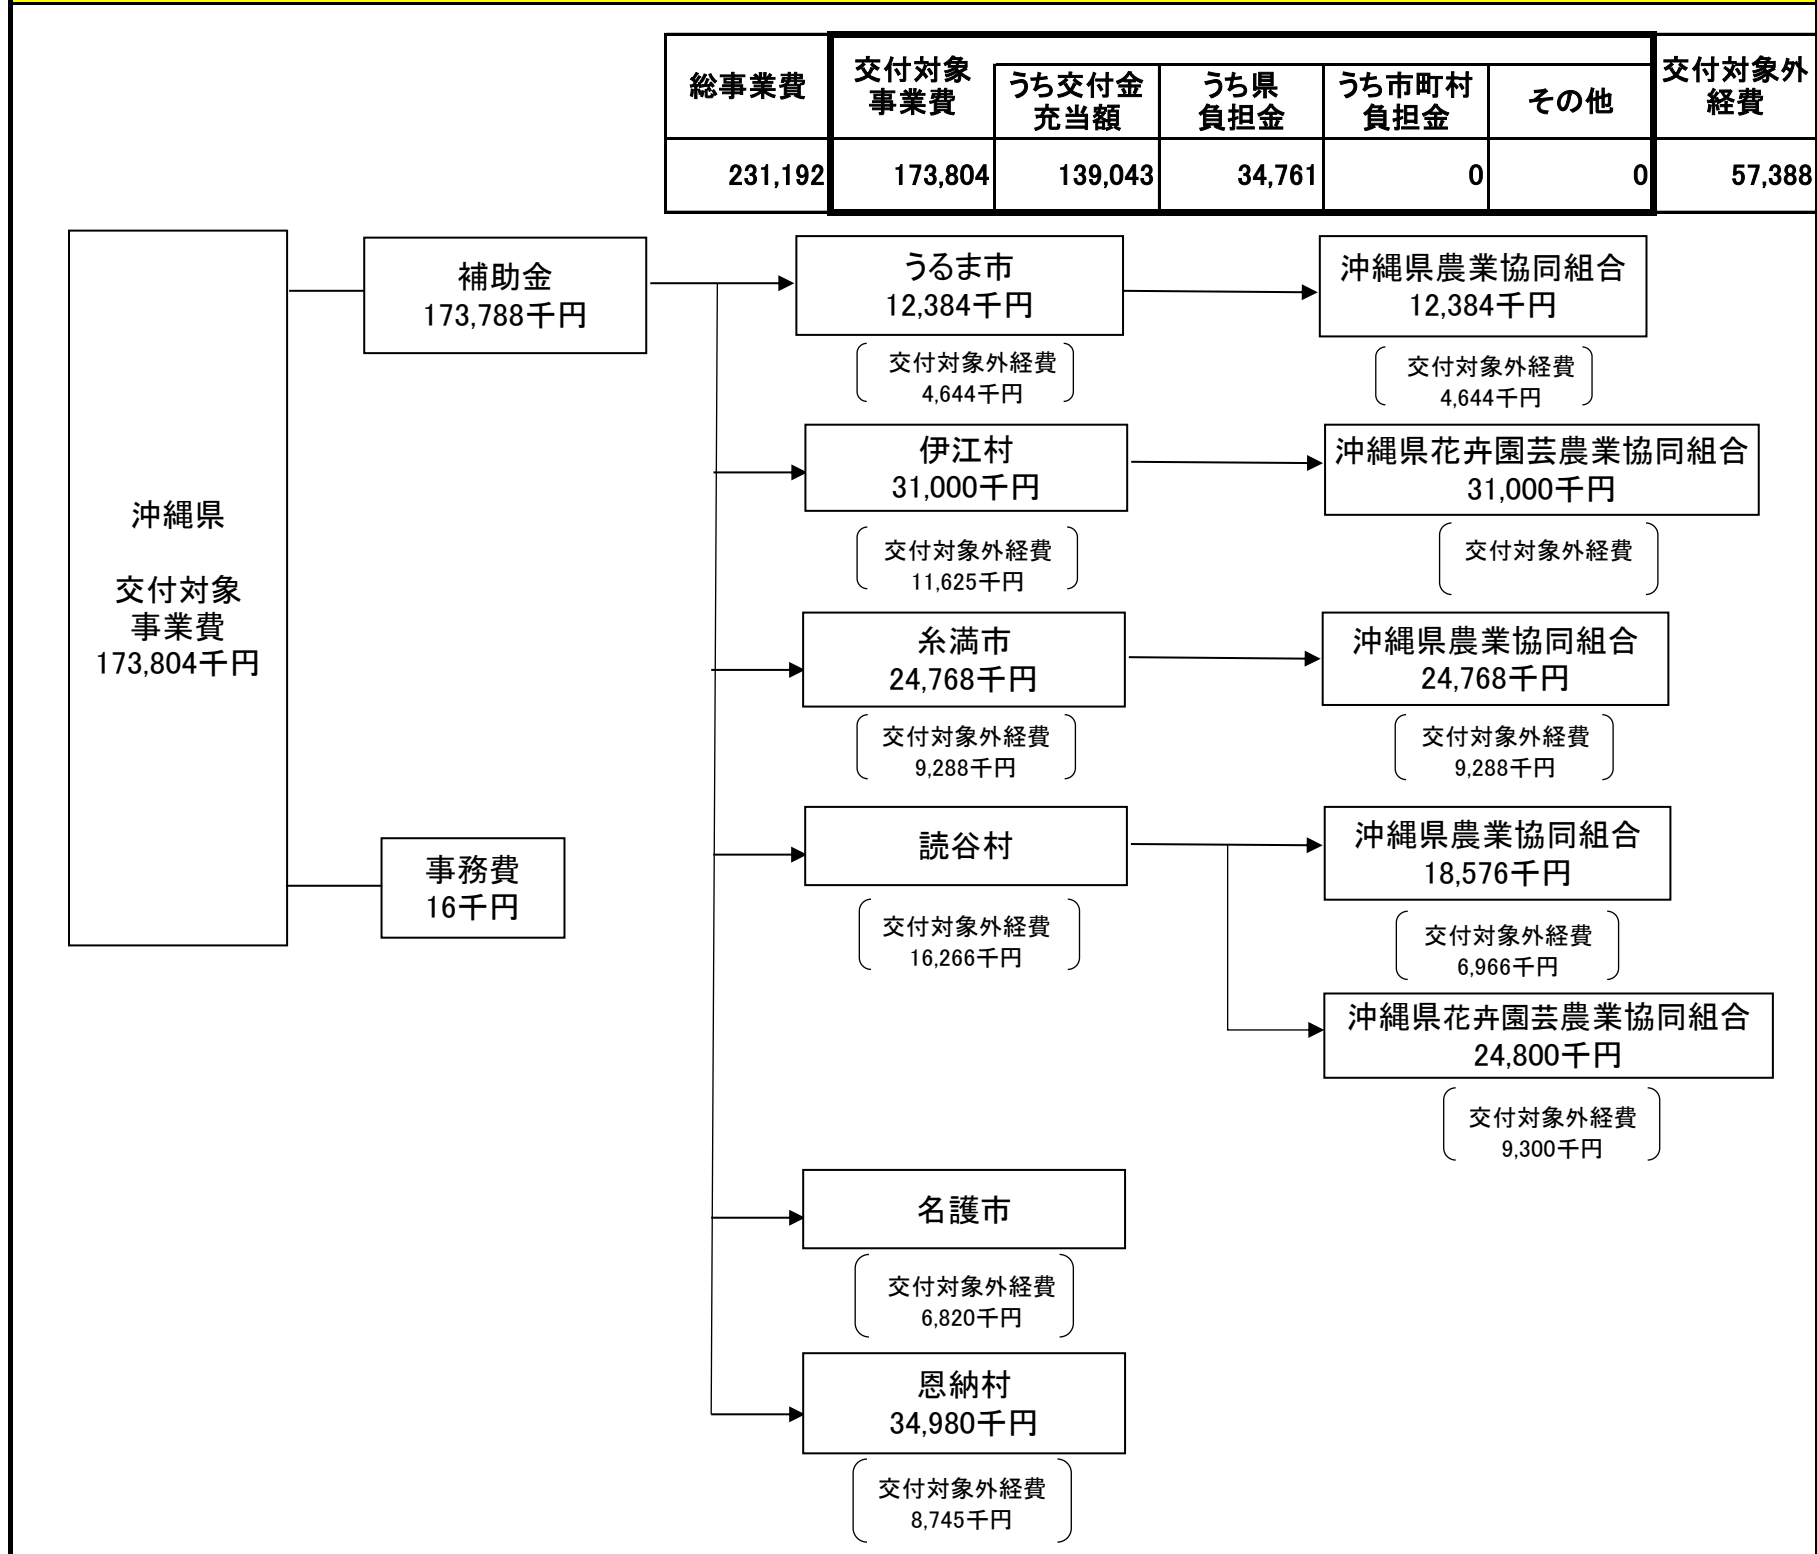 総事業費
交付対象
事業費
うち交付金
充当額
うち県
負担金
うち市町村
負担金
その他
交付対象外
経費
231,192
173,804
139,043
34,761
0
0
57,388
沖縄県
交付対象
事業費
173,804千円
補助金
173,788千円
事務費
16千円
うるま市
12,384千円
交付対象外経費
4,644千円
沖縄県農業協同組合
12,384千円
交付対象外経費
4,644千円
伊江村
31,000千円
交付対象外経費
11,625千円
沖縄県花卉園芸農業協同組合
31,000千円
交付対象外経費
糸満市
24,768千円
交付対象外経費
9,288千円
沖縄県農業協同組合
24,768千円
交付対象外経費
9,288千円
読谷村
交付対象外経費
16,266千円
沖縄県農業協同組合
18,576千円
交付対象外経費
6,966千円
沖縄県花卉園芸農業協同組合
24,800千円
交付対象外経費
9,300千円
名護市
交付対象外経費
6,820千円
恩納村
34,980千円
交付対象外経費
8,745千円